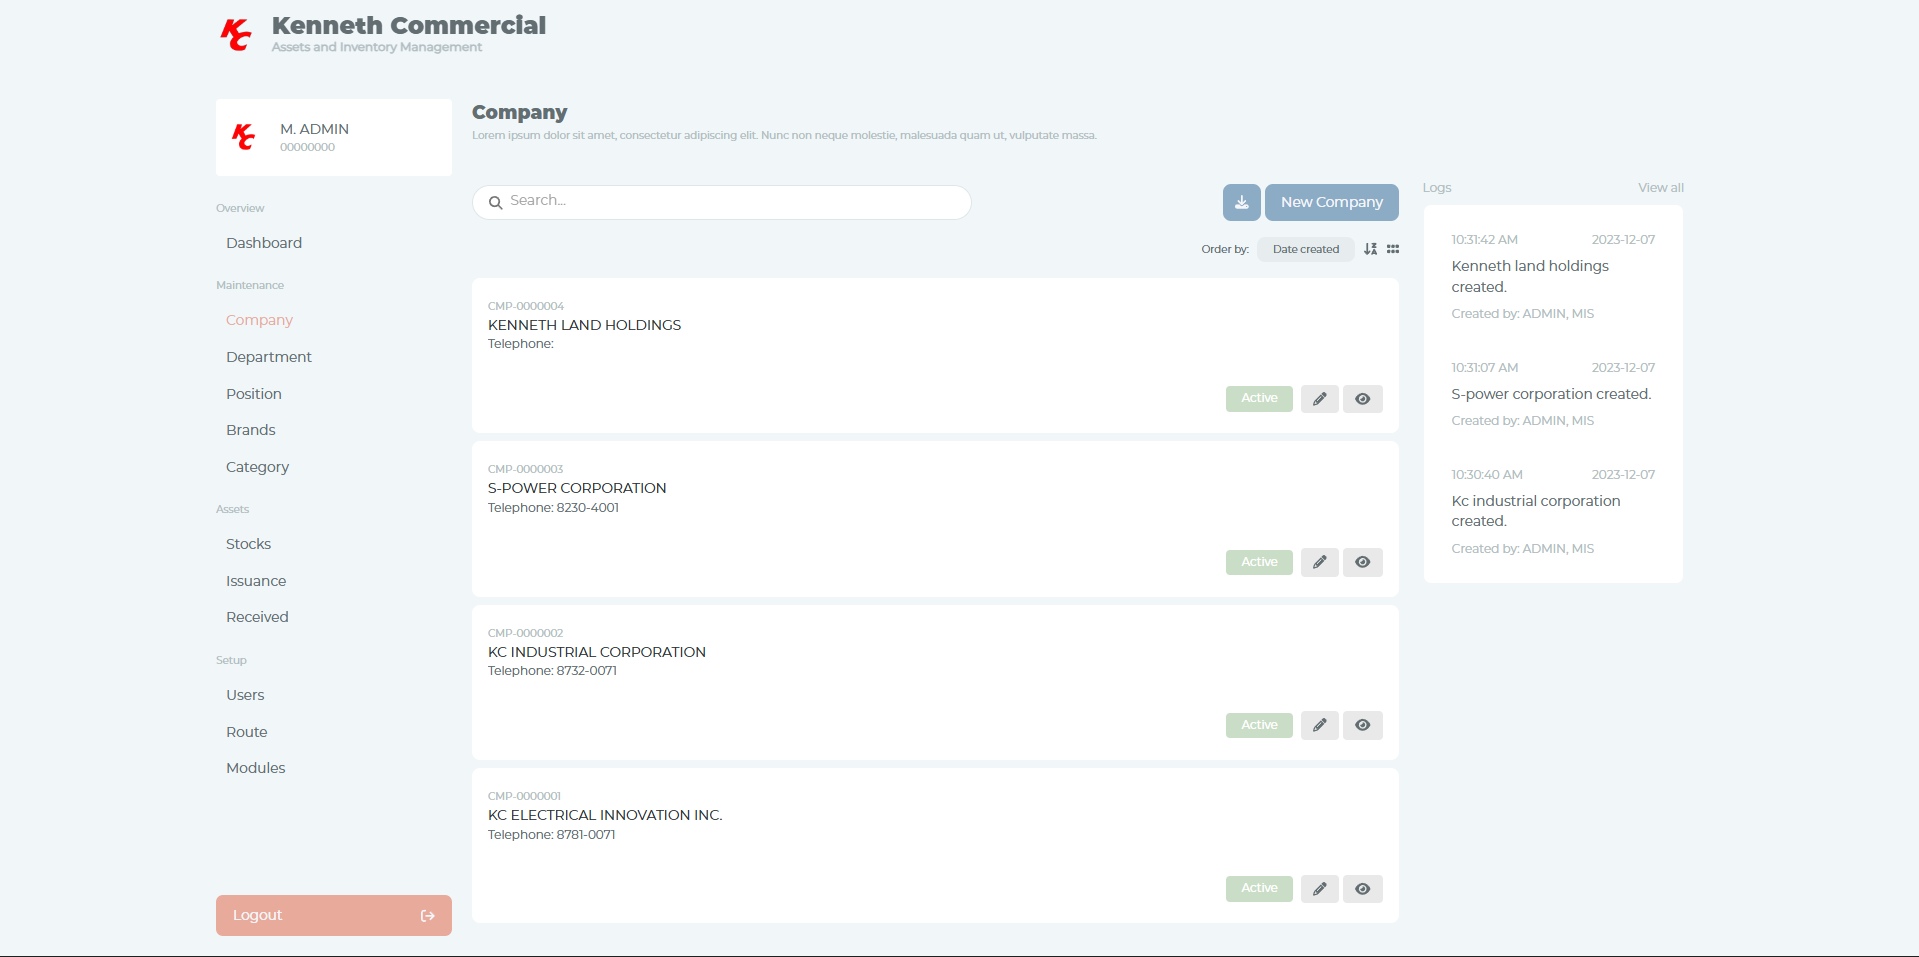 KC
Kenneth Commercial
Assets and Inventory Management
KC
M. ADMIN
00000000
Overview
Dashboard
Maintenance
Company
Department
Position
Brands
Category
Assets
Stocks
Issuance
Received
Setup
Users
Route
Modules
Logout
Company
Lorem ipsum dolor sit amet, consectetur adipiscing elit. Nunc non neque molestie, malesuada quam ut, vulputate massa.
Search...
New Company
Order by:
Date created
CMP-0000004
KENNETH LAND HOLDINGS
Telephone:
Active
CMP-0000003
S-POWER CORPORATION
Telephone: 8230-4001
Active
CMP-0000002
KC INDUSTRIAL CORPORATION
Telephone: 8732-0071
Active
CMP-0000001
KC ELECTRICAL INNOVATION INC.
Telephone: 8781-0071
Active
Logs
View all
10:31:42 AM
2023-12-07
Kenneth land holdings
created.
Created by: ADMIN, MIS
10:31:07 AM
2023-12-07
S-power corporation created.
Created by: ADMIN, MIS
10:30:40 AM
2023-12-07
Kc industrial corporation
created.
Created by: ADMIN, MIS